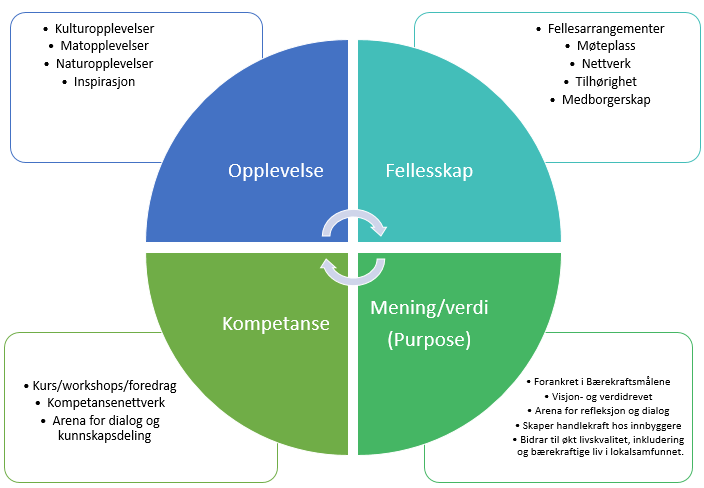 • Kulturopplevelser
• Matopplevelser
• Naturopplevelser
• Inspirasjon
• Fellesarrangementer
• Møteplass
• Nettverk
• Tilhørighet
• Medborgerskap
Opplevelse
Fellesskap
Kompetanse
Mening/verdi
(Purpose)
• Kurs/workshops/foredrag
• Kompetansenettverk
• Arena for dialog og
kunnskapsdeling
• Forankret i Bærekraftsmålene
• Visjon- og verdidrevet
• Arena for refleksjon og dialog
• Skaper handlekraft hos innbyggere
• Bidrar til økt livskvalitet, inkludering
og bærekraftige liv i lokalsamfunnet.